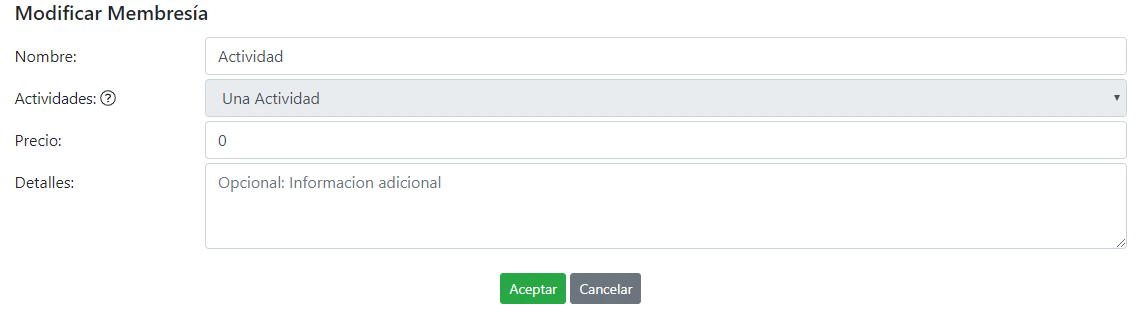 Modificar Membresía
Nombre: Actividad
Actividades: Una Actividad
Precio: 0
Detalles: Opcional: Informacion adicional
Aceptar Cancelar